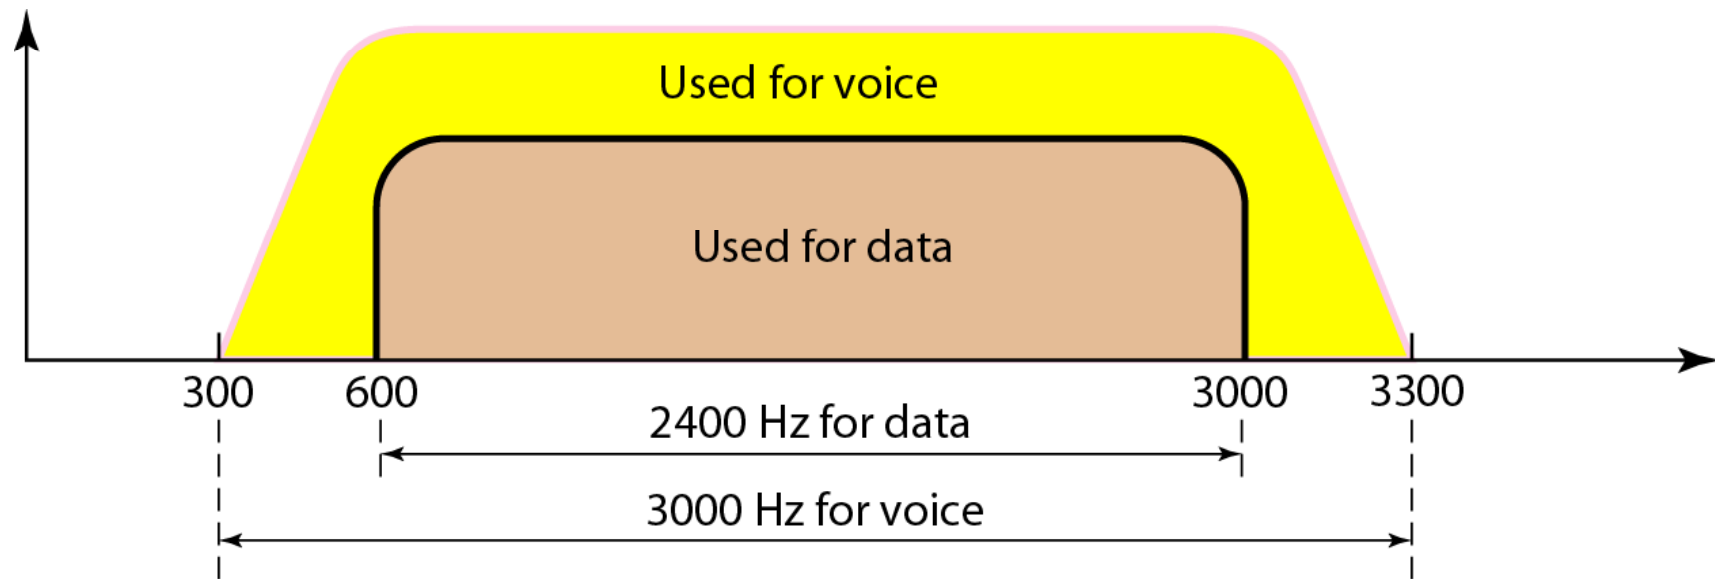 Used for voice
Used for data
300 600 3000 3300
2400 Hz for data
3000 Hz for voice